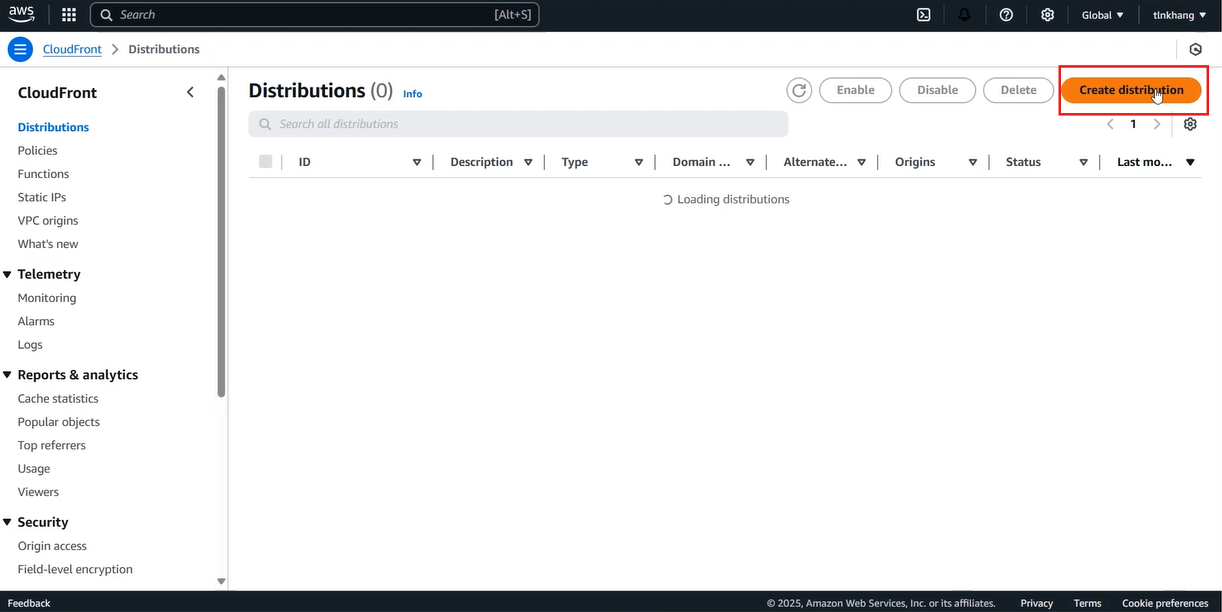 aws
Search [Alt+S] Global tlnkhang
CloudFront Distributions
CloudFront
Distributions
Policies
Functions
Static IPs
VPC origins
What's new
Telemetry
Monitoring
Alarms
Logs
Reports & analytics
Cache statistics
Popular objects
Top referrers
Usage
Viewers
Security
Origin access
Field-level encryption
Distributions (0) Info
Enable Disable Delete Create distribution
Search all distributions
1
ID Description Type Domain ... Alternate... Origins Status Last mo...
Loading distributions
Feedback © 2025, Amazon Web Services, Inc. or its affiliates. Privacy Terms Cookie preferences